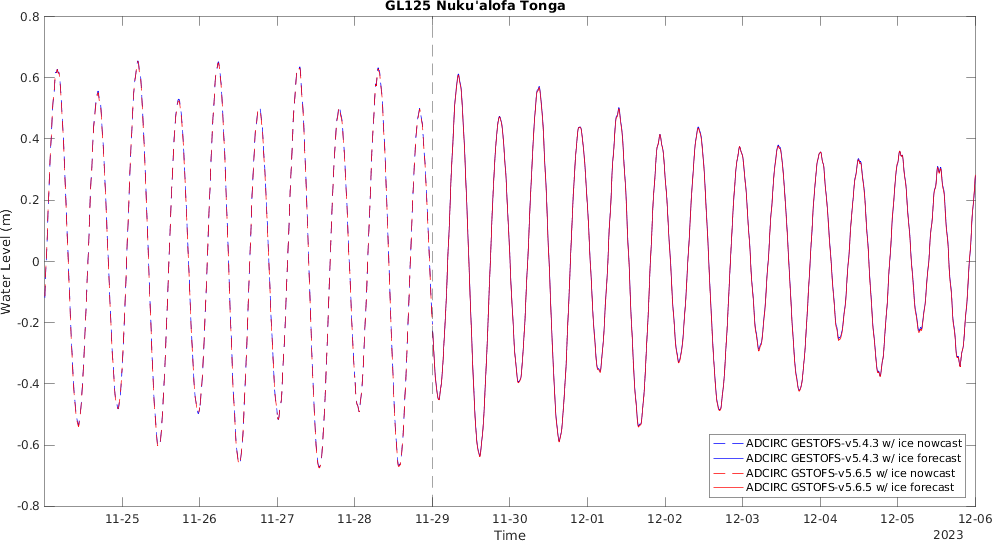 GL125 Nuku'alofa Tonga
0.8
0.6
0.4
0.2
0
-0.2
-0.4
-0.6
-0.8
Water Level (m)
11-25 11-26 11-27 11-28 11-29 11-30 12-01 12-02 12-03 12-04 12-05 12-06
Time
2023
ADCIRC GESTOFS-v5.4.3 w/ ice nowcast
ADCIRC GESTOFS-v5.4.3 w/ ice forecast
ADCIRC GSTOFS-v5.6.5 w/ ice nowcast
ADCIRC GSTOFS-v5.6.5 w/ ice forecast